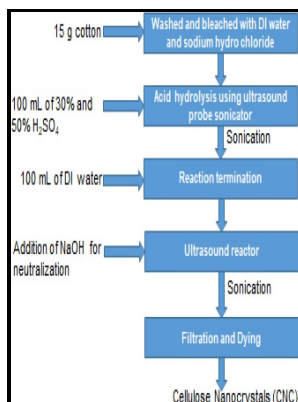 15 g cotton
Washed and bleached with DI water
and sodium hydro chloride
100 mL of 30% and
50% H₂SO₄
Acid hydrolysis using ultrasound
probe sonicator
Sonication
100 mL of DI water
Reaction termination
Addition of NaOH for
neutralization
Ultrasound reactor
Sonication
Filtration and Dying
Cellulose Nanocrystals (CNC)